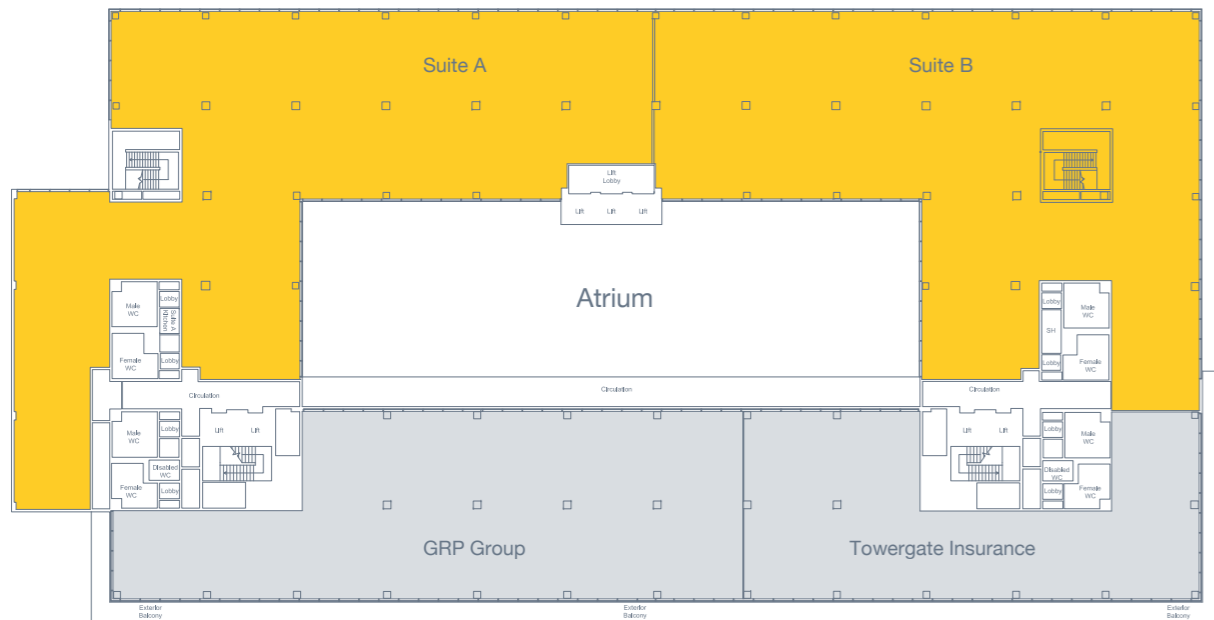 Suite A
Suite B
Lift
Lobby
Lift
Lift
Lift
Atrium
Male
WC
Lobby
Suite A
Kitchen
Female
WC
Lobby
Lobby
Male
WC
SH
Lobby
Female
WC
Circulation
Circulation
Circulation
Male
WC
Lobby
Lift
Lift
Disabled
WC
Female
WC
Lobby
Lift
Lift
Lobby
Male
WC
Disabled
WC
Lobby
Female
WC
GRP Group
Towergate Insurance
Exterior
Balcony
Exterior
Balcony
Exterior
Balcony